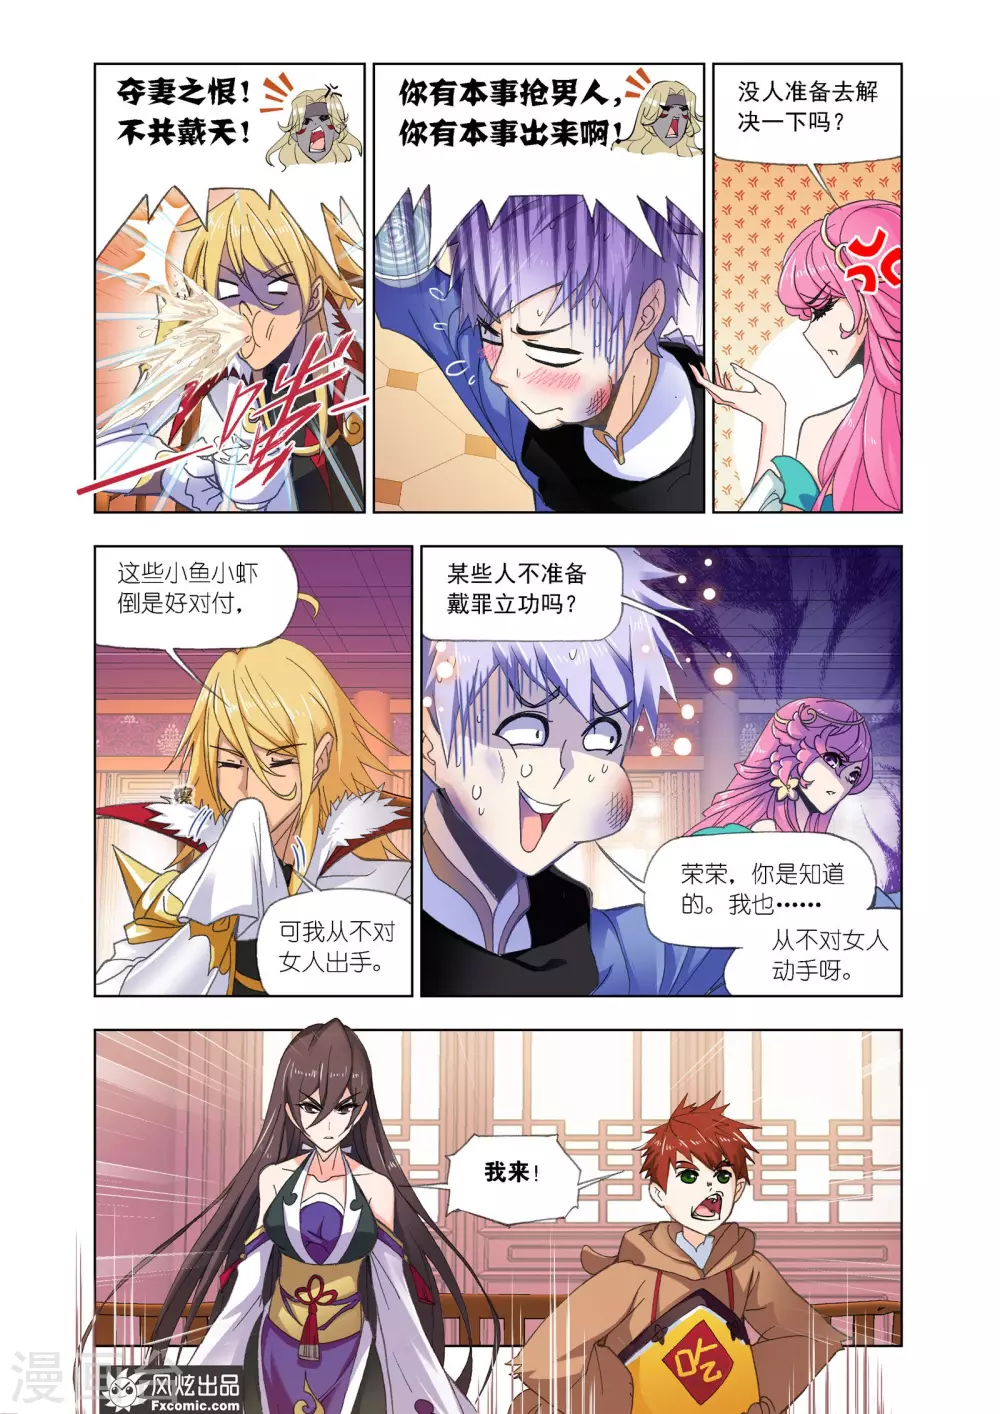 夺妻之恨!
不共戴天!
你有本事抢男人,
你有本事出来啊!
没人准备去解
决一下吗?
噗
这些小鱼小虾
倒是好对付,
可我从不对
女人出手。
某些人不准备
戴罪立功吗?
荣荣，你是知道
的。我也……
从不对女人
动手呀。
我来!
吃
漫画台
风炫出品
Fxcomic.com